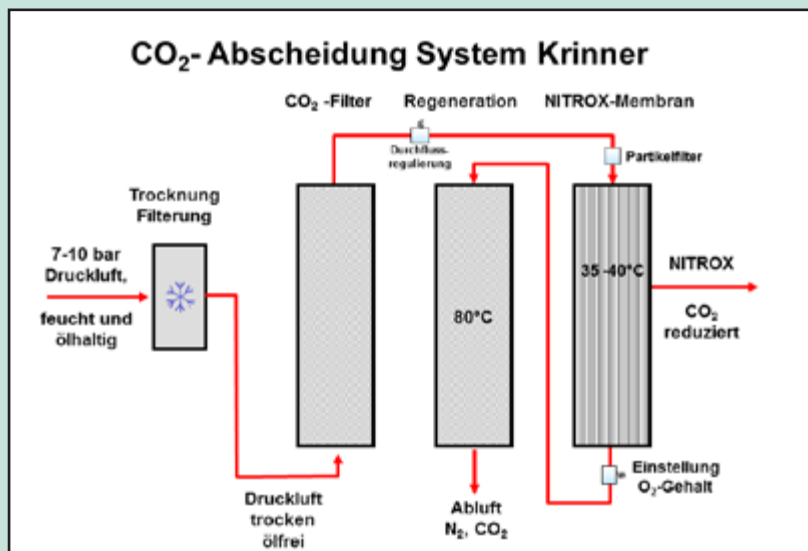 CO₂- Abscheidung System Krinner
CO₂ -Filter
Regeneration
NITROX-Membran
Durchfluss-
regulierung
Partikelfilter
Trocknung
Filterung
7-10 bar
Druckluft,
feucht und
ölhaltig
35 -40°C
NITROX
CO₂
reduziert
80°C
Druckluft
trocken
ölfrei
Abluft
N₂, CO₂
Einstellung
O₂-Gehalt